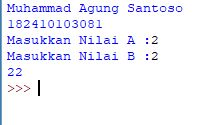 Muhammad Agung Santoso
182410103081
Masukkan Nilai A :2
Masukkan Nilai B :2
22
>>>